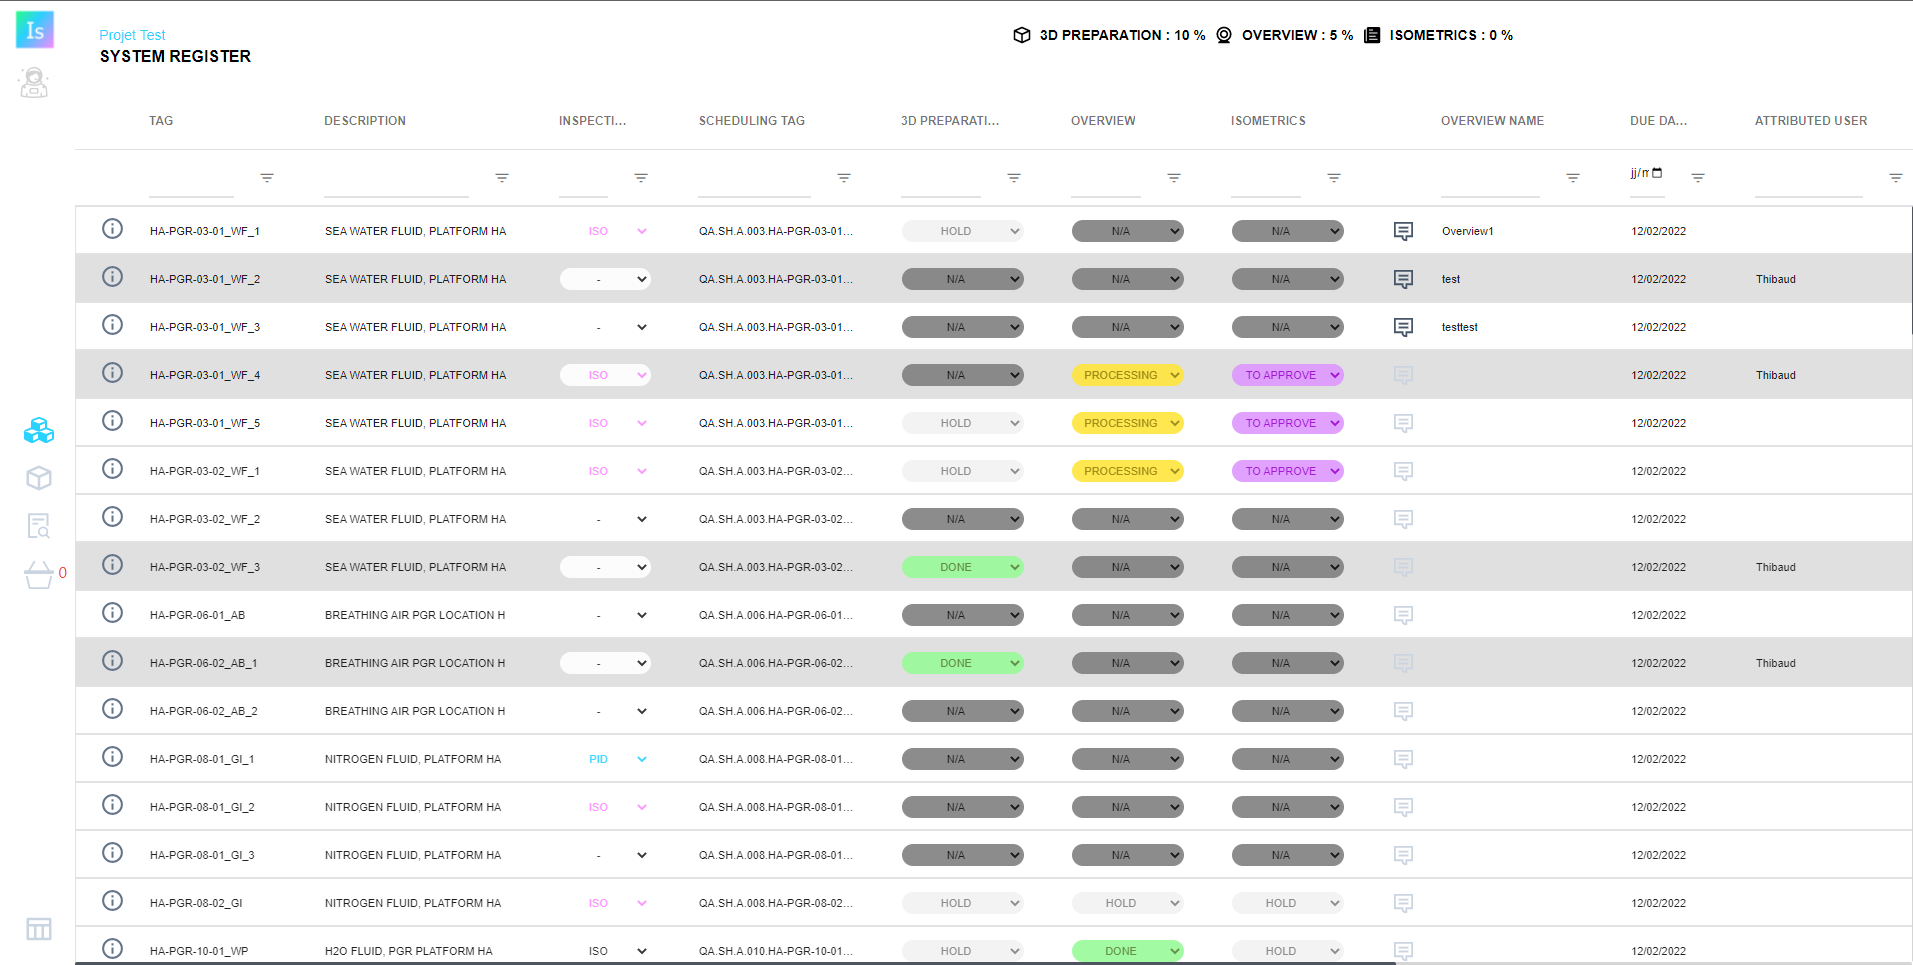 Is
Projet Test
SYSTEM REGISTER
3D PREPARATION : 10 % OVERVIEW : 5 % ISOMETRICS : 0 %
TAG DESCRIPTION INSPECTI... SCHEDULING TAG 3D PREPARATI... OVERVIEW ISOMETRICS OVERVIEW NAME DUE DA... ATTRIBUTED USER
jj/m
HA-PGR-03-01_WF_1 SEA WATER FLUID, PLATFORM HA ISO QA.SH.A.003.HA-PGR-03-01... HOLD N/A N/A Overview1 12/02/2022
HA-PGR-03-01_WF_2 SEA WATER FLUID, PLATFORM HA - QA.SH.A.003.HA-PGR-03-01... N/A N/A N/A test 12/02/2022 Thibaud
HA-PGR-03-01_WF_3 SEA WATER FLUID, PLATFORM HA - QA.SH.A.003.HA-PGR-03-01... N/A N/A N/A testtest 12/02/2022
HA-PGR-03-01_WF_4 SEA WATER FLUID, PLATFORM HA ISO QA.SH.A.003.HA-PGR-03-01... N/A PROCESSING TO APPROVE 12/02/2022 Thibaud
HA-PGR-03-01_WF_5 SEA WATER FLUID, PLATFORM HA ISO QA.SH.A.003.HA-PGR-03-01... HOLD PROCESSING TO APPROVE 12/02/2022
HA-PGR-03-02_WF_1 SEA WATER FLUID, PLATFORM HA ISO QA.SH.A.003.HA-PGR-03-02... HOLD PROCESSING TO APPROVE 12/02/2022
HA-PGR-03-02_WF_2 SEA WATER FLUID, PLATFORM HA - QA.SH.A.003.HA-PGR-03-02... N/A N/A N/A 12/02/2022
HA-PGR-03-02_WF_3 SEA WATER FLUID, PLATFORM HA - QA.SH.A.003.HA-PGR-03-02... DONE N/A N/A 12/02/2022 Thibaud
0
HA-PGR-06-01_AB BREATHING AIR PGR LOCATION H - QA.SH.A.006.HA-PGR-06-01... N/A N/A N/A 12/02/2022
HA-PGR-06-02_AB_1 BREATHING AIR PGR LOCATION H - QA.SH.A.006.HA-PGR-06-02... DONE N/A N/A 12/02/2022 Thibaud
HA-PGR-06-02_AB_2 BREATHING AIR PGR LOCATION H - QA.SH.A.006.HA-PGR-06-02... N/A N/A N/A 12/02/2022
HA-PGR-08-01_GI_1 NITROGEN FLUID, PLATFORM HA PID QA.SH.A.008.HA-PGR-08-01... N/A N/A N/A 12/02/2022
HA-PGR-08-01_GI_2 NITROGEN FLUID, PLATFORM HA ISO QA.SH.A.008.HA-PGR-08-01... N/A N/A N/A 12/02/2022
HA-PGR-08-01_GI_3 NITROGEN FLUID, PLATFORM HA - QA.SH.A.008.HA-PGR-08-01... N/A N/A N/A 12/02/2022
HA-PGR-08-02_GI NITROGEN FLUID, PLATFORM HA ISO QA.SH.A.008.HA-PGR-08-02... HOLD HOLD HOLD 12/02/2022
HA-PGR-10-01_WP H2O FLUID, PGR PLATFORM HA ISO QA.SH.A.010.HA-PGR-10-01... HOLD DONE HOLD 12/02/2022